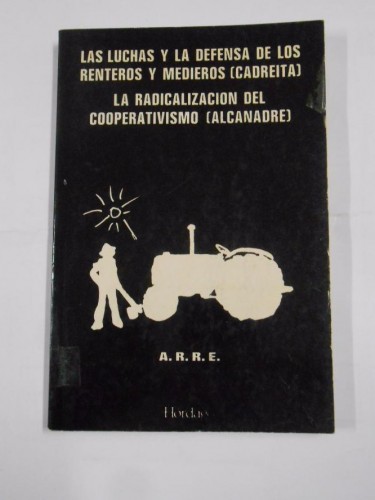 LAS LUCHAS Y LA DEFENSA DE LOS
RENTEROS Y MEDIEROS (CADREITA)
LA RADICALIZACION DEL
COOPERATIVISMO (ALCANADRE)
A.R.R.E.